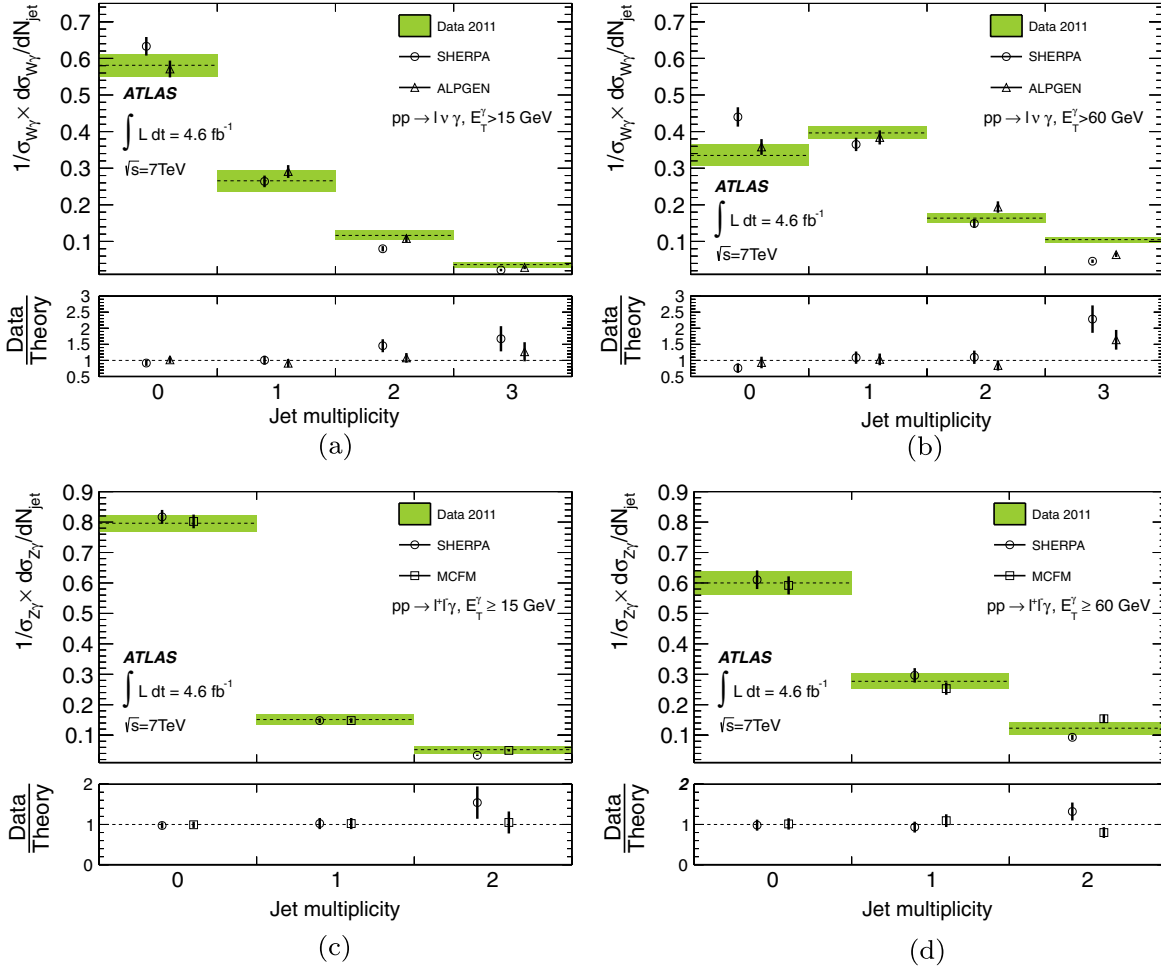 1/σWγ × dσWγ/dNjet
0.7
0.6
0.5
0.4
0.3
0.2
0.1
Data 2011
SHERPA
ALPGEN
pp → l ν γ, E_T^γ>15 GeV
ATLAS
∫ L dt = 4.6 fb⁻¹
√s=7TeV
Data
Theory
3
2.5
2
1.5
1
0.5
0 1 2 3
Jet multiplicity
(a)
1/σWγ × dσWγ/dNjet
0.7
0.6
0.5
0.4
0.3
0.2
0.1
Data 2011
SHERPA
ALPGEN
pp → l ν γ, E_T^γ>60 GeV
ATLAS
∫ L dt = 4.6 fb⁻¹
√s=7TeV
Data
Theory
3
2.5
2
1.5
1
0.5
0 1 2 3
Jet multiplicity
(b)
1/σZγ × dσZγ/dNjet
0.9
0.8
0.7
0.6
0.5
0.4
0.3
0.2
0.1
Data 2011
SHERPA
MCFM
pp → l⁺l⁻γ, E_T^γ ≥ 15 GeV
ATLAS
∫ L dt = 4.6 fb⁻¹
√s=7TeV
Data
Theory
2
1
0
0 1 2
Jet multiplicity
(c)
1/σZγ × dσZγ/dNjet
0.9
0.8
0.7
0.6
0.5
0.4
0.3
0.2
0.1
Data 2011
SHERPA
MCFM
pp → l⁺l⁻γ, E_T^γ ≥ 60 GeV
ATLAS
∫ L dt = 4.6 fb⁻¹
√s=7TeV
Data
Theory
2
1
0
0 1 2
Jet multiplicity
(d)